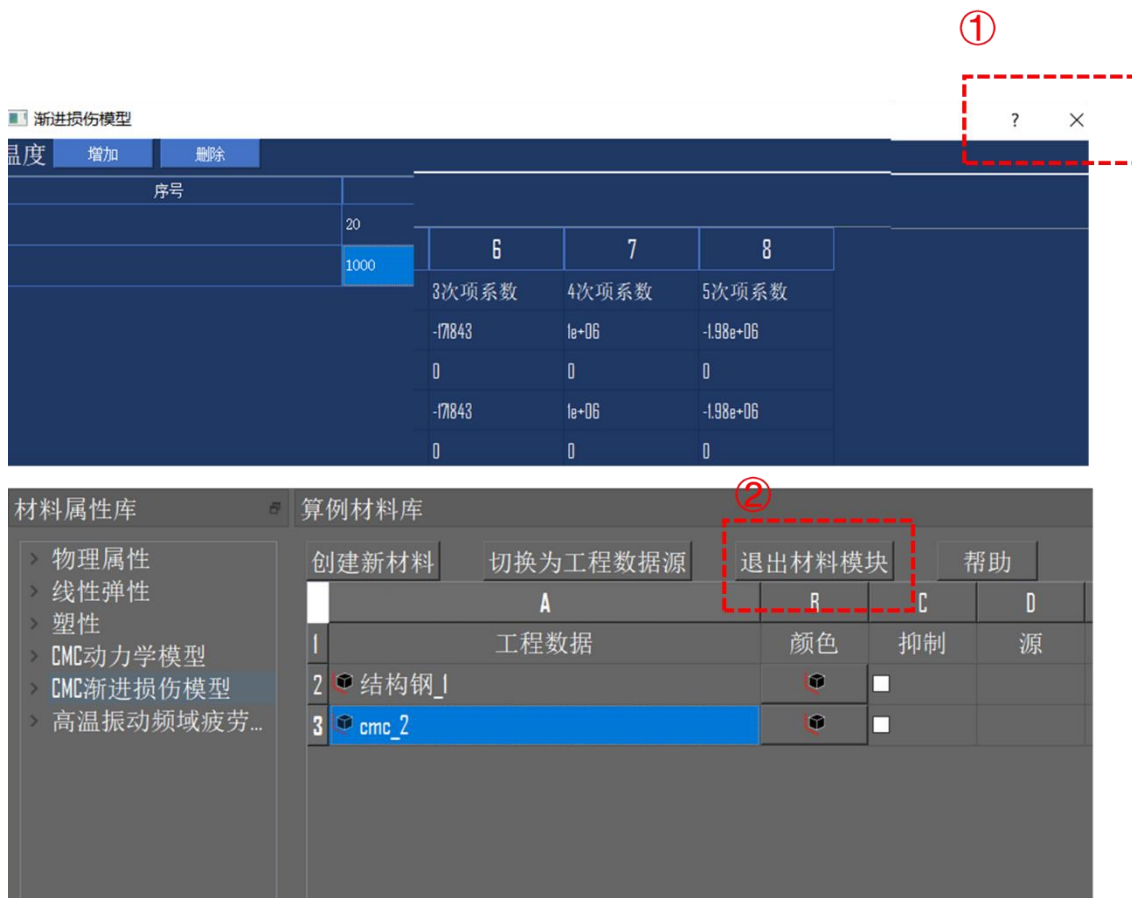 ①
渐进损伤模型 ? ×
温度 增加 删除
序号
20
1000
6 7 8
3次项系数 4次项系数 5次项系数
-171843 1e+06 -1.98e+06
0 0 0
-171843 1e+06 -1.98e+06
0 0 0
材料属性库
物理属性
线性弹性
塑性
CMC动力学模型
CMC渐进损伤模型
高温振动频域疲劳...
算例材料库
②
创建新材料 切换为工程数据源 退出材料模块 帮助
A B C D
1 工程数据 颜色 抑制 源
2 结构钢_1
3 cmc_2